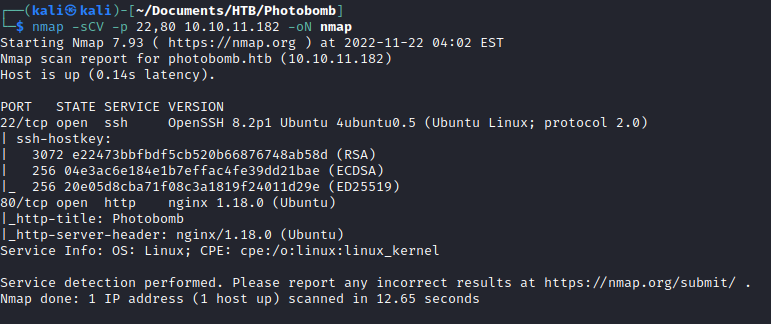 ┌──(kali㉿kali)-[~/Documents/HTB/Photobomb]
└─$ nmap -sCV -p 22,80 10.10.11.182 -oN nmap
Starting Nmap 7.93 ( https://nmap.org ) at 2022-11-22 04:02 EST
Nmap scan report for photobomb.htb (10.10.11.182)
Host is up (0.14s latency).

PORT   STATE SERVICE VERSION
22/tcp open  ssh     OpenSSH 8.2p1 Ubuntu 4ubuntu0.5 (Ubuntu Linux; protocol 2.0)
| ssh-hostkey:
|   3072 e22473bbfbdf5cb520b66876748ab58d (RSA)
|   256 04e3ac6e184e1b7effac4fe39dd21bae (ECDSA)
|_  256 20e05d8cba71f08c3a1819f24011d29e (ED25519)
80/tcp open  http    nginx 1.18.0 (Ubuntu)
|_http-title: Photobomb
|_http-server-header: nginx/1.18.0 (Ubuntu)
Service Info: OS: Linux; CPE: cpe:/o:linux:linux_kernel

Service detection performed. Please report any incorrect results at https://nmap.org/submit/ .
Nmap done: 1 IP address (1 host up) scanned in 12.65 seconds